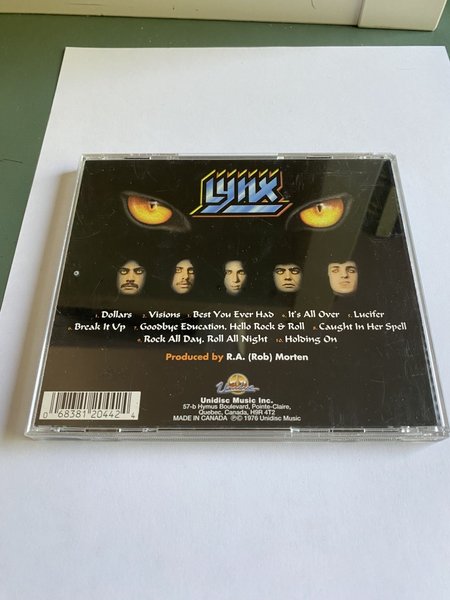 Lynx
1. Dollars 2. Visions 3. Best You Ever Had 4. It's All Over 5. Lucifer
6. Break It Up 7. Goodbye Education, Hello Rock & Roll 8. Caught In Her Spell
9. Rock All Day, Roll All Night 10. Holding On
Produced by R.A. (Rob) Morten
Unidisc Music Inc.
57-b Hymus Boulevard, Pointe-Claire,
Quebec, Canada, H9R 4T2
MADE IN CANADA ℗© 1976 Unidisc Music
0 68381 20442 4